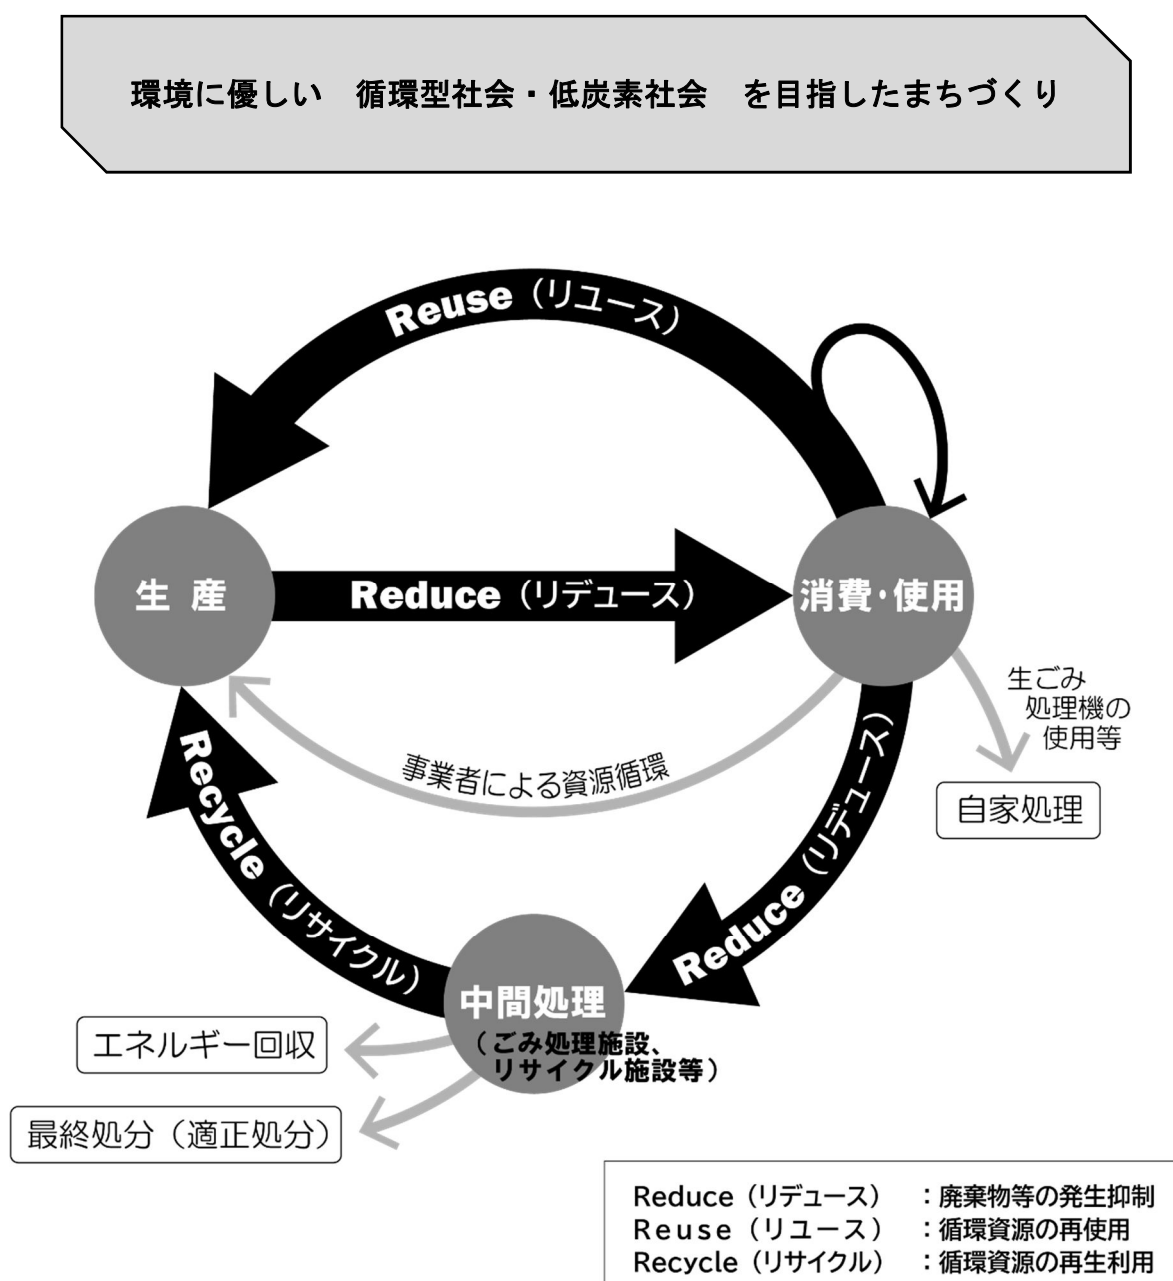 環境に優しい　循環型社会・低炭素社会　を目指したまちづくり
Reuse（リユース）
生 産
Reduce（リデュース）
消費・使用
生ごみ
処理機の
使用等
自家処理
事業者による資源循環
Reduce（リデュース）
Recycle（リサイクル）
中間処理
（ごみ処理施設、
リサイクル施設等）
エネルギー回収
最終処分（適正処分）
Reduce（リデュース）　：廃棄物等の発生抑制
Reuse（リユース）　：循環資源の再使用
Recycle（リサイクル）　：循環資源の再生利用